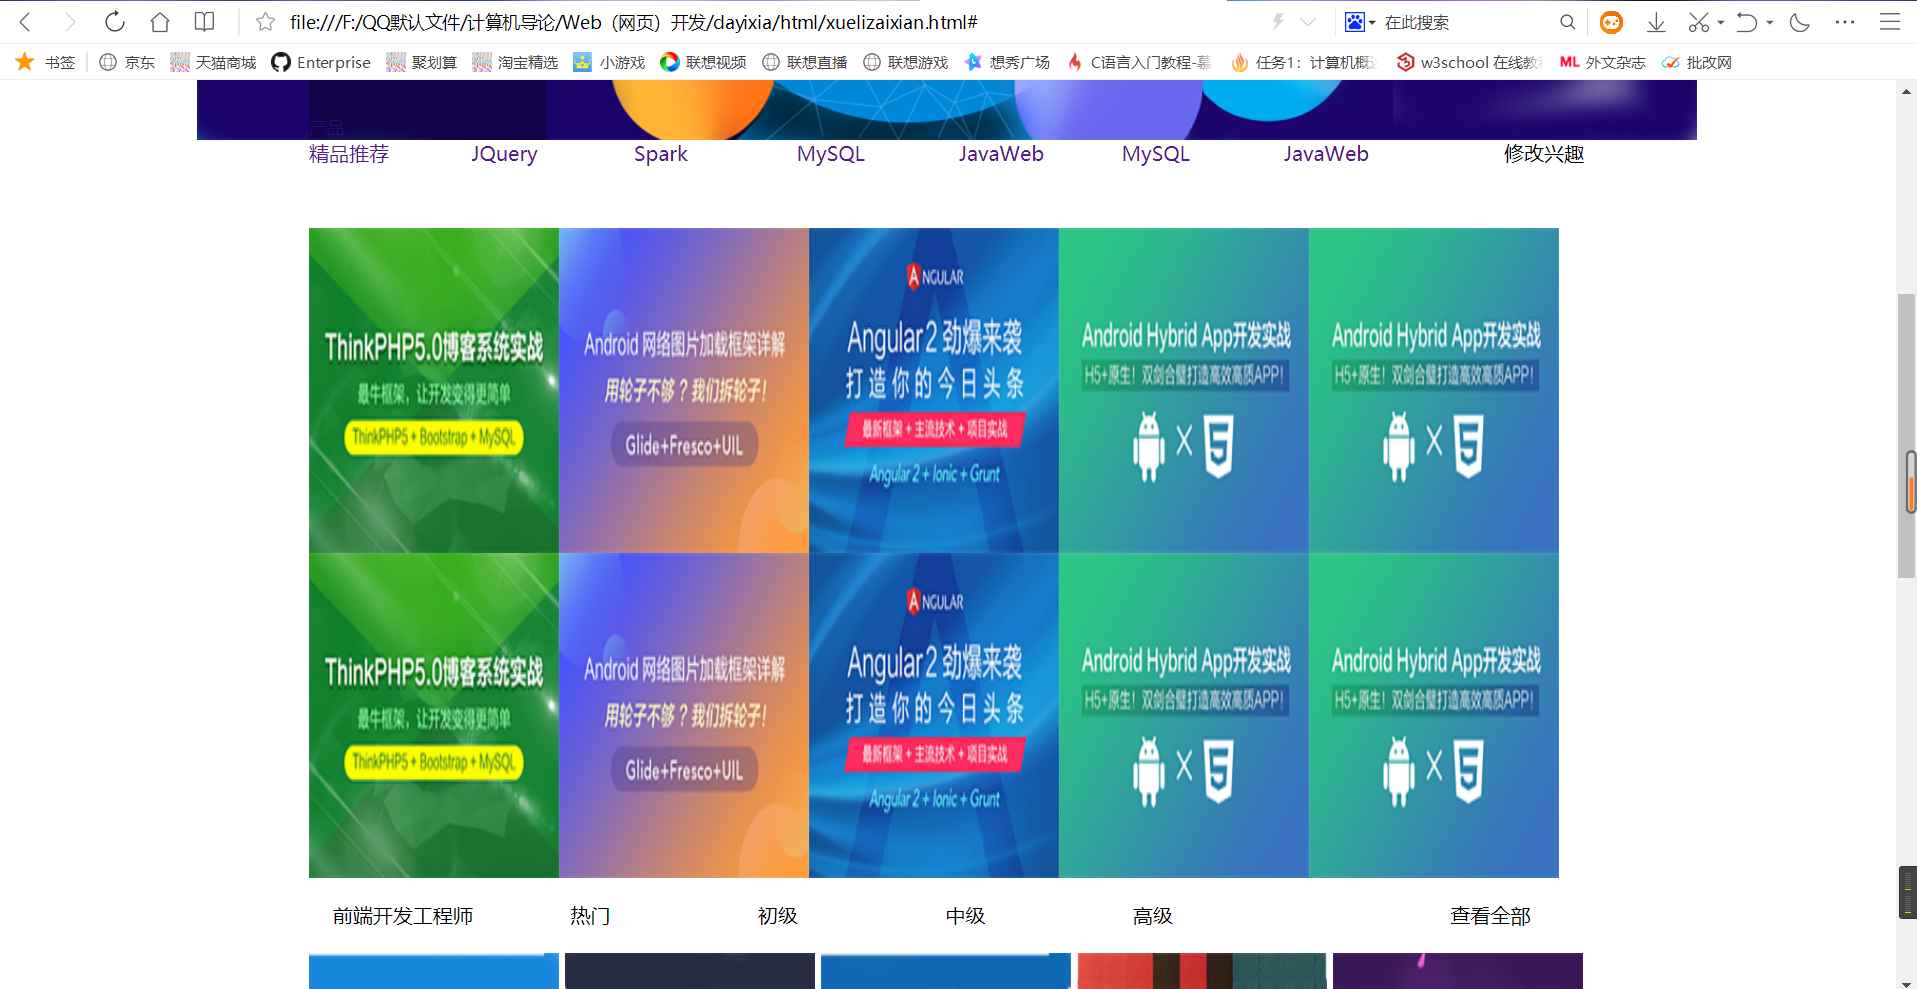 file:///F:/QQ默认文件/计算机导论/Web（网页）开发/dayixia/html/xuelizaixian.html#
在此搜索
书签 京东 天猫商城 Enterprise 聚划算 淘宝精选 小游戏 联想视频 联想直播 联想游戏 想秀广场 C语言入门教程-慕 任务1：计算机概 w3school 在线教 ML 外文杂志 批改网
产品
精品推荐 JQuery Spark MySQL JavaWeb MySQL JavaWeb 修改兴趣
ThinkPHP5.0博客系统实战
最牛框架，让开发变得更简单
ThinkPHP5 + Bootstrap + MySQL
Android 网络图片加载框架详解
用轮子不够？我们拆轮子！
Glide+Fresco+UIL
ANGULAR
Angular2 劲爆来袭
打造你的今日头条
最新框架 + 主流技术 + 项目实战
Angular 2 + Ionic + Grunt
Android Hybrid App开发实战
H5+原生！双剑合璧打造高效高质APP！
X 5
Android Hybrid App开发实战
H5+原生！双剑合璧打造高效高质APP！
X 5
ThinkPHP5.0博客系统实战
最牛框架，让开发变得更简单
ThinkPHP5 + Bootstrap + MySQL
Android 网络图片加载框架详解
用轮子不够？我们拆轮子！
Glide+Fresco+UIL
ANGULAR
Angular2 劲爆来袭
打造你的今日头条
最新框架 + 主流技术 + 项目实战
Angular 2 + Ionic + Grunt
Android Hybrid App开发实战
H5+原生！双剑合璧打造高效高质APP！
X 5
Android Hybrid App开发实战
H5+原生！双剑合璧打造高效高质APP！
X 5
前端开发工程师 热门 初级 中级 高级 查看全部